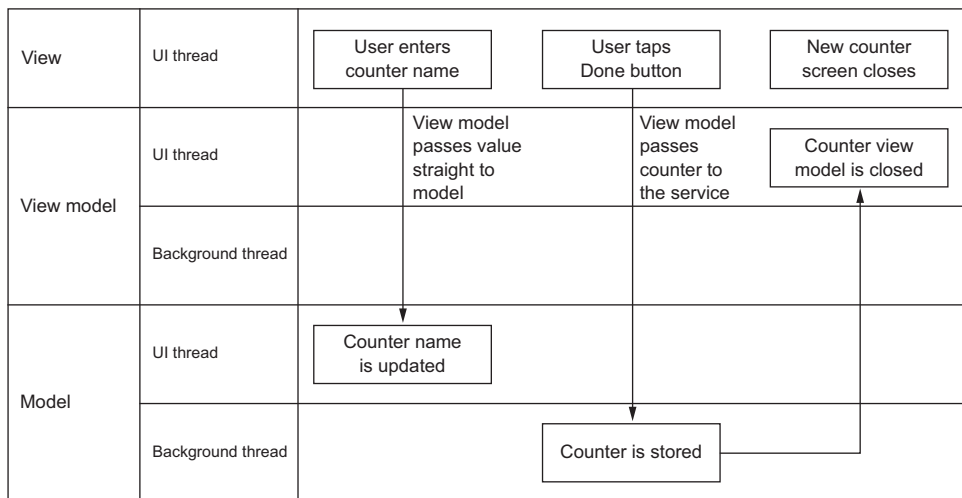 View
UI thread
User enters
counter name
User taps
Done button
New counter
screen closes
View model
UI thread
View model
passes value
straight to
model
View model
passes
counter to
the service
Counter view
model is closed
Background thread
Model
UI thread
Counter name
is updated
Background thread
Counter is stored